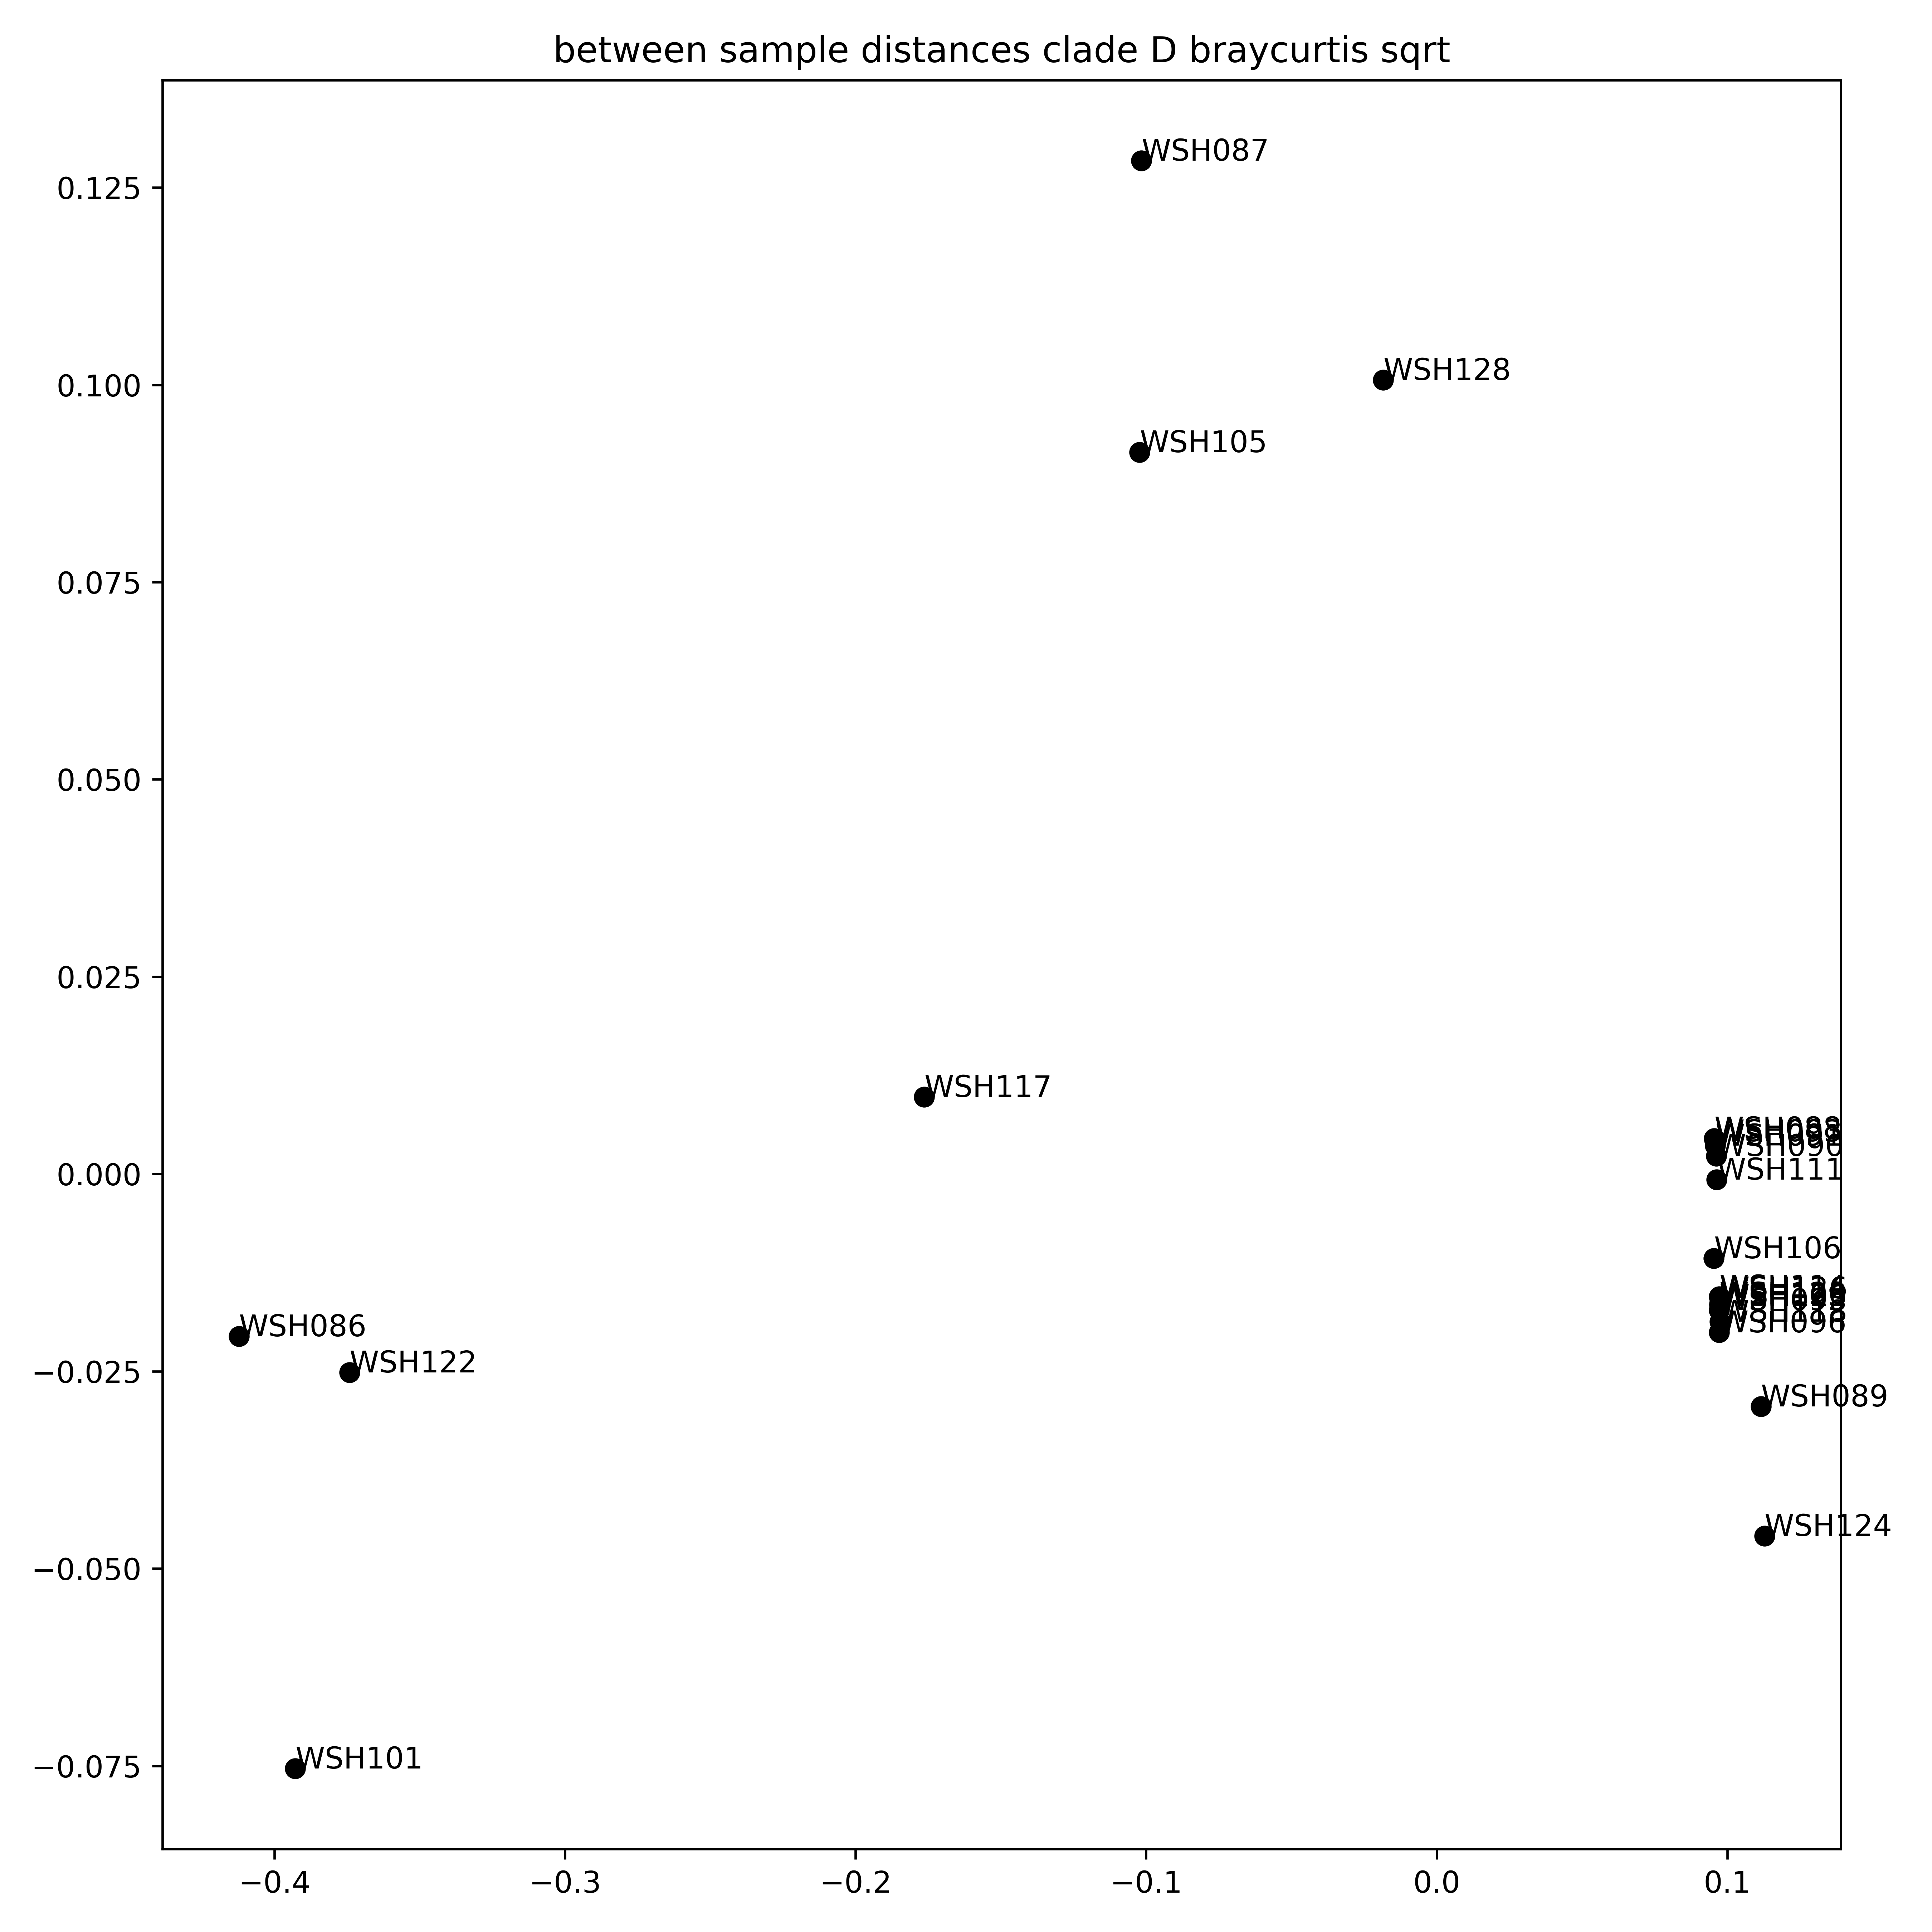 between sample distances clade D braycurtis sqrt
WSH087
0.125
WSH128
0.100
WSH105
0.075
0.050
0.025
WSH117
WSH090
0.000
WSH111
WSH106
WSH086
WSH096
WSH122
−0.025
WSH089
WSH124
−0.050
WSH101
−0.075
−0.4
−0.3
−0.2
−0.1
0.0
0.1